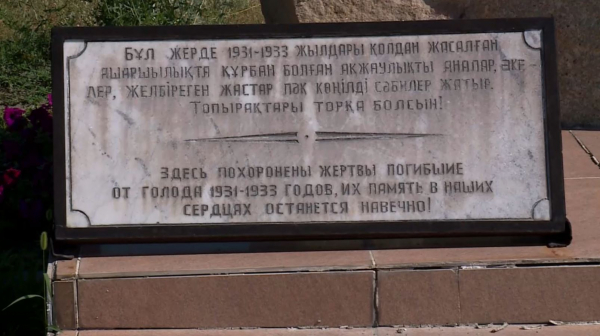 БҰЛ ЖЕРДЕ 1931-1933 ЖЫЛДАРЫ ҚОЛДАН ЖАСАЛҒАН
АШАРШЫЛЫҚТА ҚҰРБАН БОЛҒАН АҚЖАУЛЫҚТЫ АНАЛАР, ӘКЕ-
ЛЕР, ЖЕЛБІРЕГЕН ЖАСТАР ПӘК КӨҢІЛДІ СӘБИЛЕР ЖАТЫР.
ТОПЫРАҚТАРЫ ТОРҚА БОЛСЫН!
ЗДЕСЬ ПОХОРОНЕНЫ ЖЕРТВЫ ПОГИБШИЕ
ОТ ГОЛОДА 1931-1933 ГОДОВ, ИХ ПАМЯТЬ В НАШИХ
СЕРДЦАХ ОСТАНЕТСЯ НАВЕЧНО!